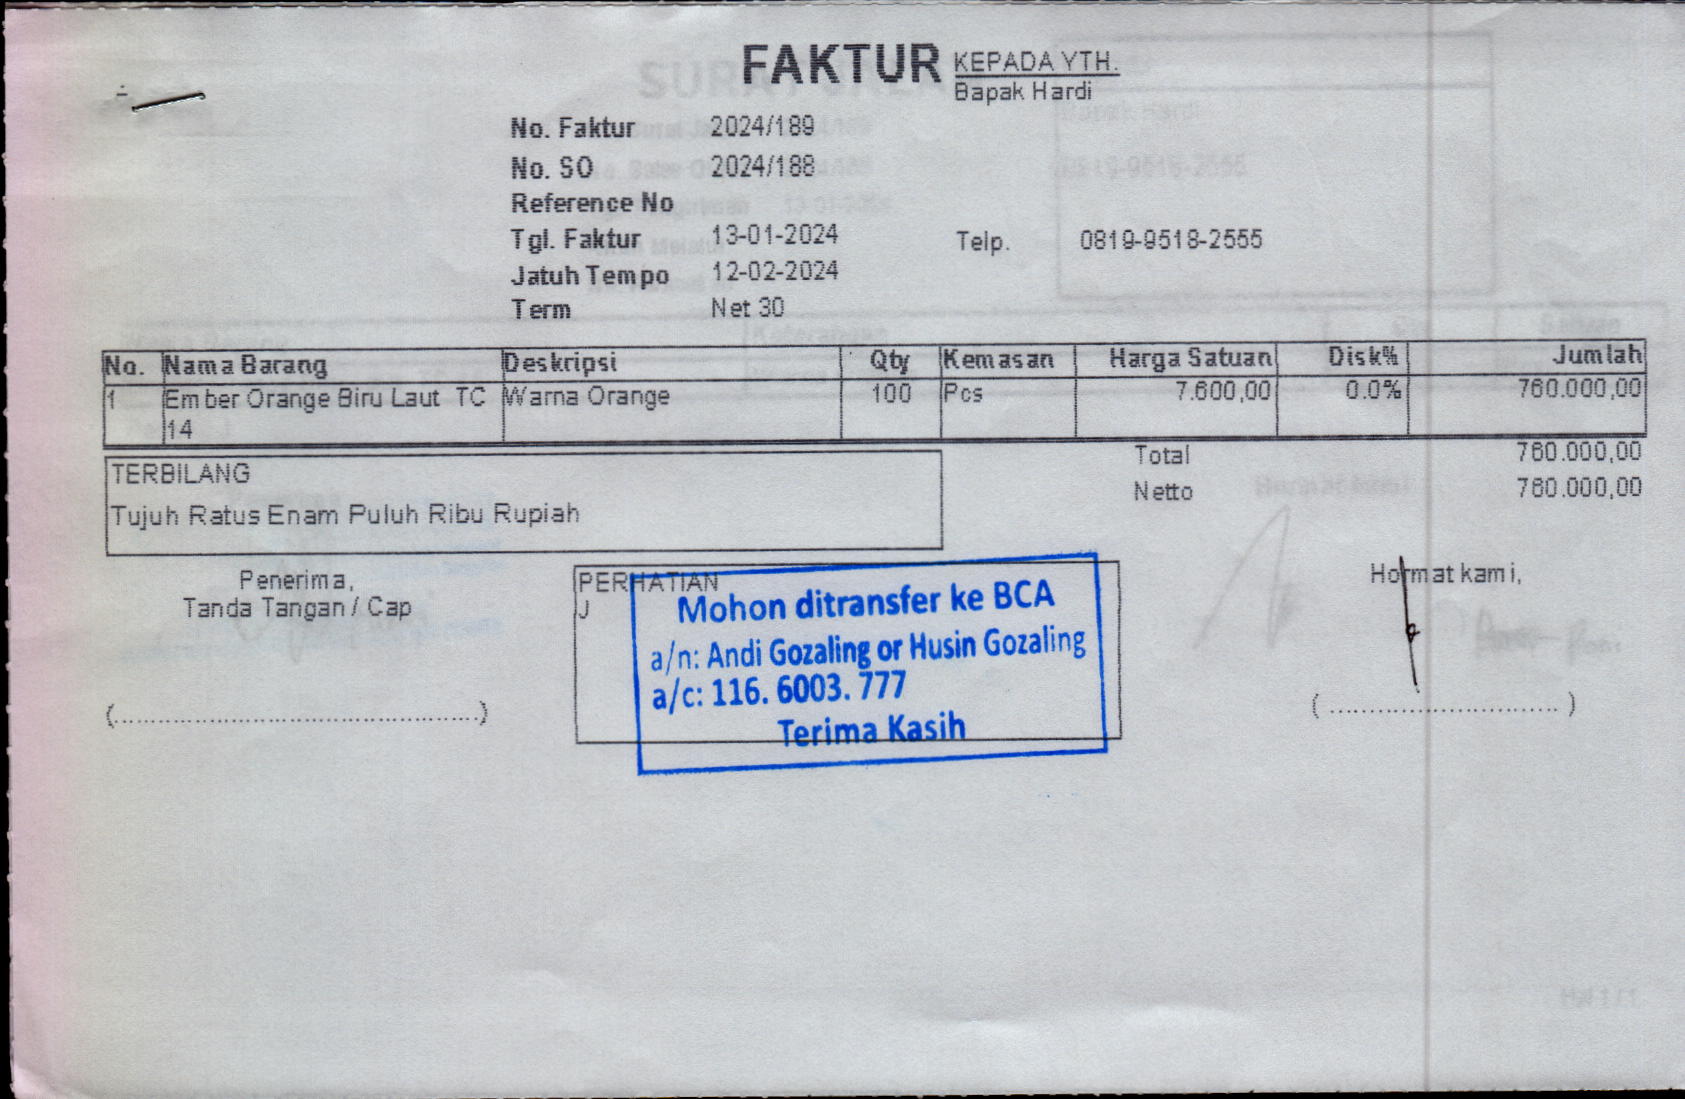 FAKTUR
KEPADA YTH.
Bapak Hardi
No. Faktur 2024/189
No. SO 2024/188
Reference No
Tgl. Faktur 13-01-2024
Telp. 0819-9518-2555
Jatuh Tempo 12-02-2024
Term Net 30
No. Nama Barang Deskripsi Qty Kemasan Harga Satuan Disk% Jumlah
1 Ember Orange Biru Laut TC Warna Orange 100 Pcs 7.600,00 0.0% 760.000,00
14
Total 760.000,00
Netto 760.000,00
TERBILANG
Tujuh Ratus Enam Puluh Ribu Rupiah
Penerima,
Tanda Tangan / Cap
(............................................)
PERHATIAN
J
Mohon ditransfer ke BCA
a/n: Andi Gozaling or Husin Gozaling
a/c: 116. 6003. 777
Terima Kasih
Hormat kami,
( ............................ )